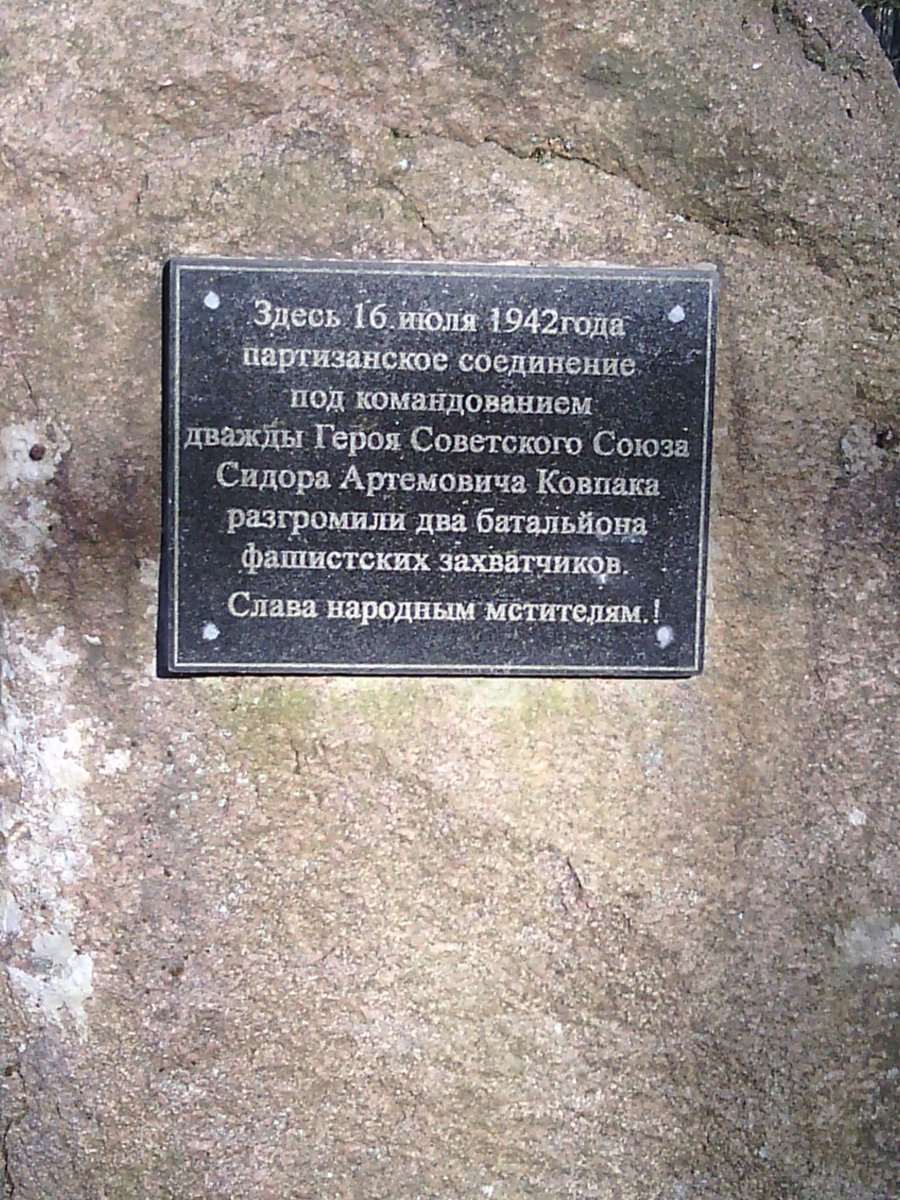 Здесь 16 июля 1942года
партизанское соединение
под командованием
дважды Героя Советского Союза
Сидора Артемовича Ковпака
разгромили два батальйона
фашистских захватчиков.
Слава народным мстителям.!